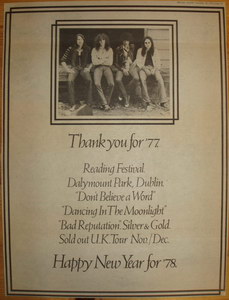 Thank you for '77.
Reading Festival.
Dalymount Park, Dublin.
"Don't Believe a Word"
"Dancing In The Moonlight"
"Bad Reputation". Silver & Gold.
Sold out U.K. Tour Nov/Dec.
Happy New Year for '78.